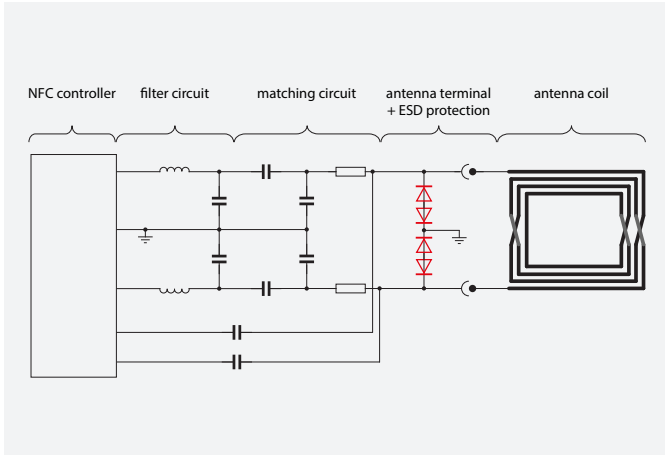 NFC controller
filter circuit
matching circuit
antenna terminal
+ ESD protection
antenna coil